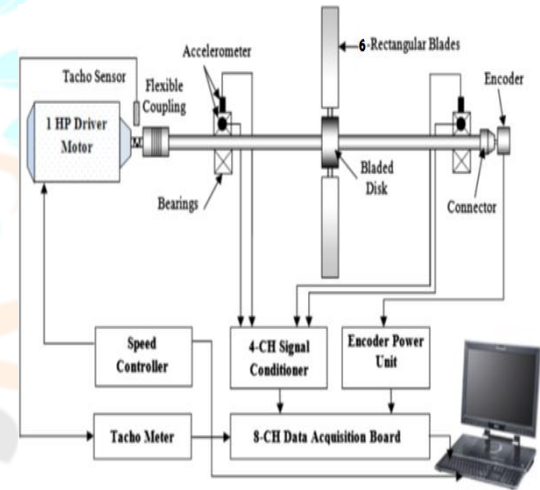 Accelerometer
6-Rectangular Blades
Tacho Sensor
Flexible
Coupling
Encoder
1 HP Driver
Motor
Bladed
Disk
Bearings
Connector
Speed
Controller
4-CH Signal
Conditioner
Encoder Power
Unit
Tacho Meter
8-CH Data Acquisition Board